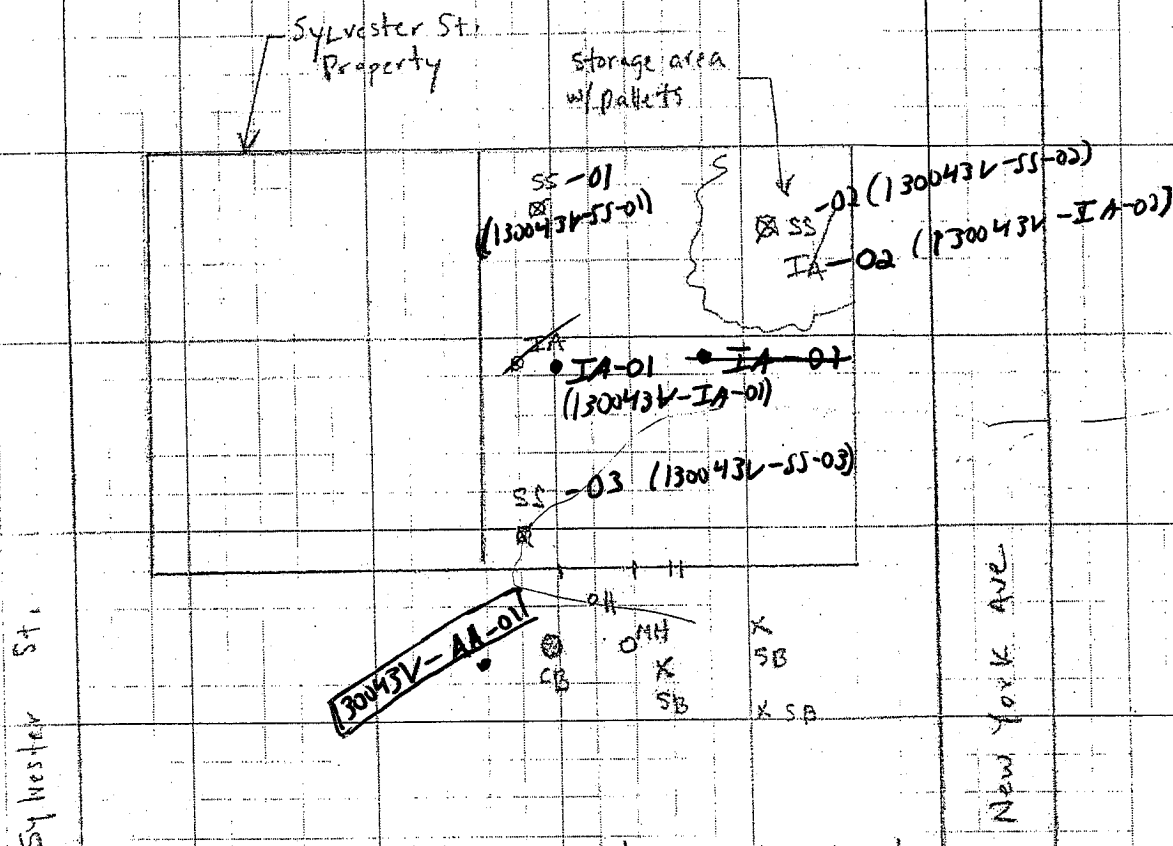 Sylvester St.
Property
storage area
w/ pallets
SS-01
(130043V-SS-01)
S
SS-02 (130043V-SS-02)
IA-02 (130043V-IA-02)
IA
IA-01
(130043V-IA-01)
IA-0
SS-03 (130043V-SS-03)
OH
130043V-AA-01
CB
MH
X
SB
X
SB
X SB
Sylvester St.
New York Ave